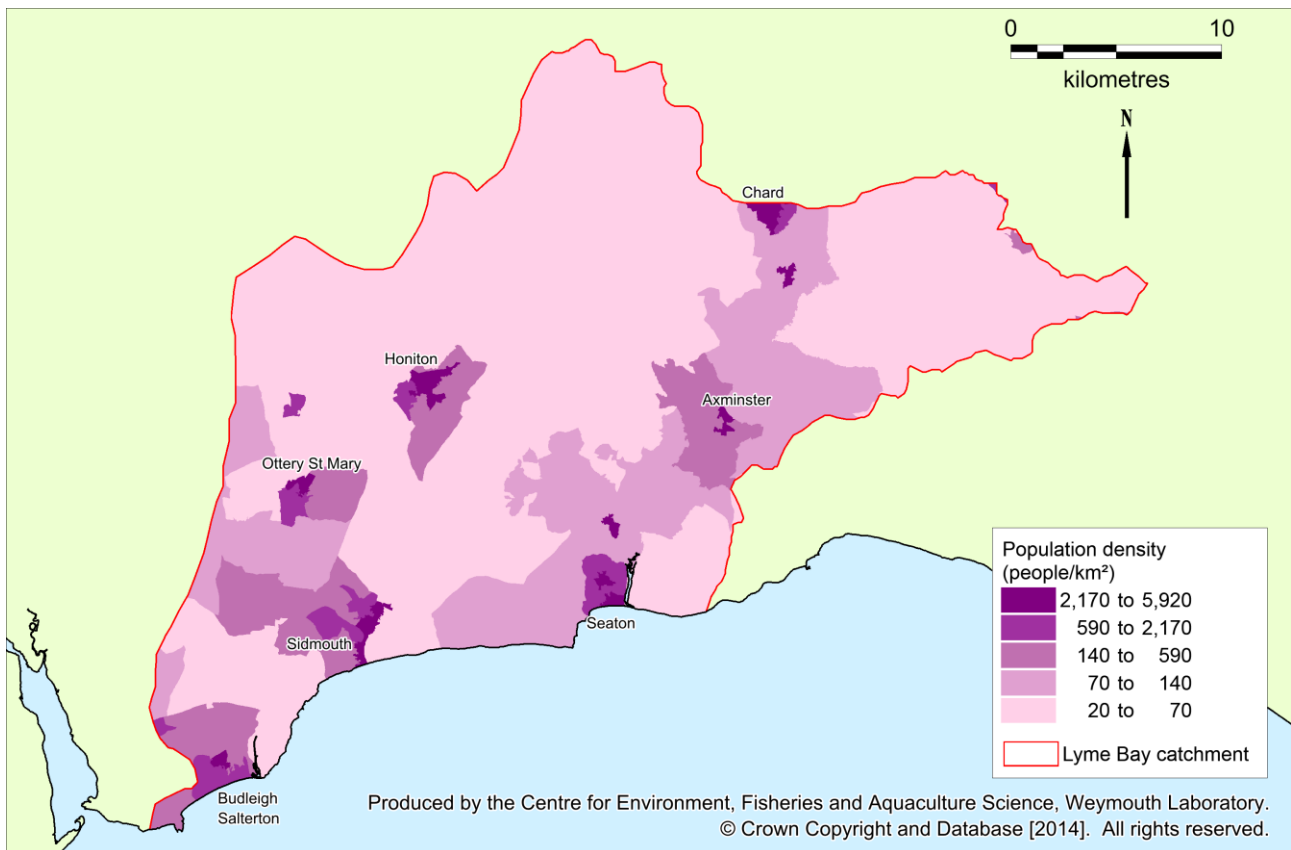 0 10
kilometres
N
Chard
Honiton
Axminster
Ottery St Mary
Sidmouth
Seaton
Budleigh
Salterton
Population density
(people/km²)
2,170 to 5,920
590 to 2,170
140 to 590
70 to 140
20 to 70
Lyme Bay catchment
Produced by the Centre for Environment, Fisheries and Aquaculture Science, Weymouth Laboratory.
© Crown Copyright and Database [2014]. All rights reserved.